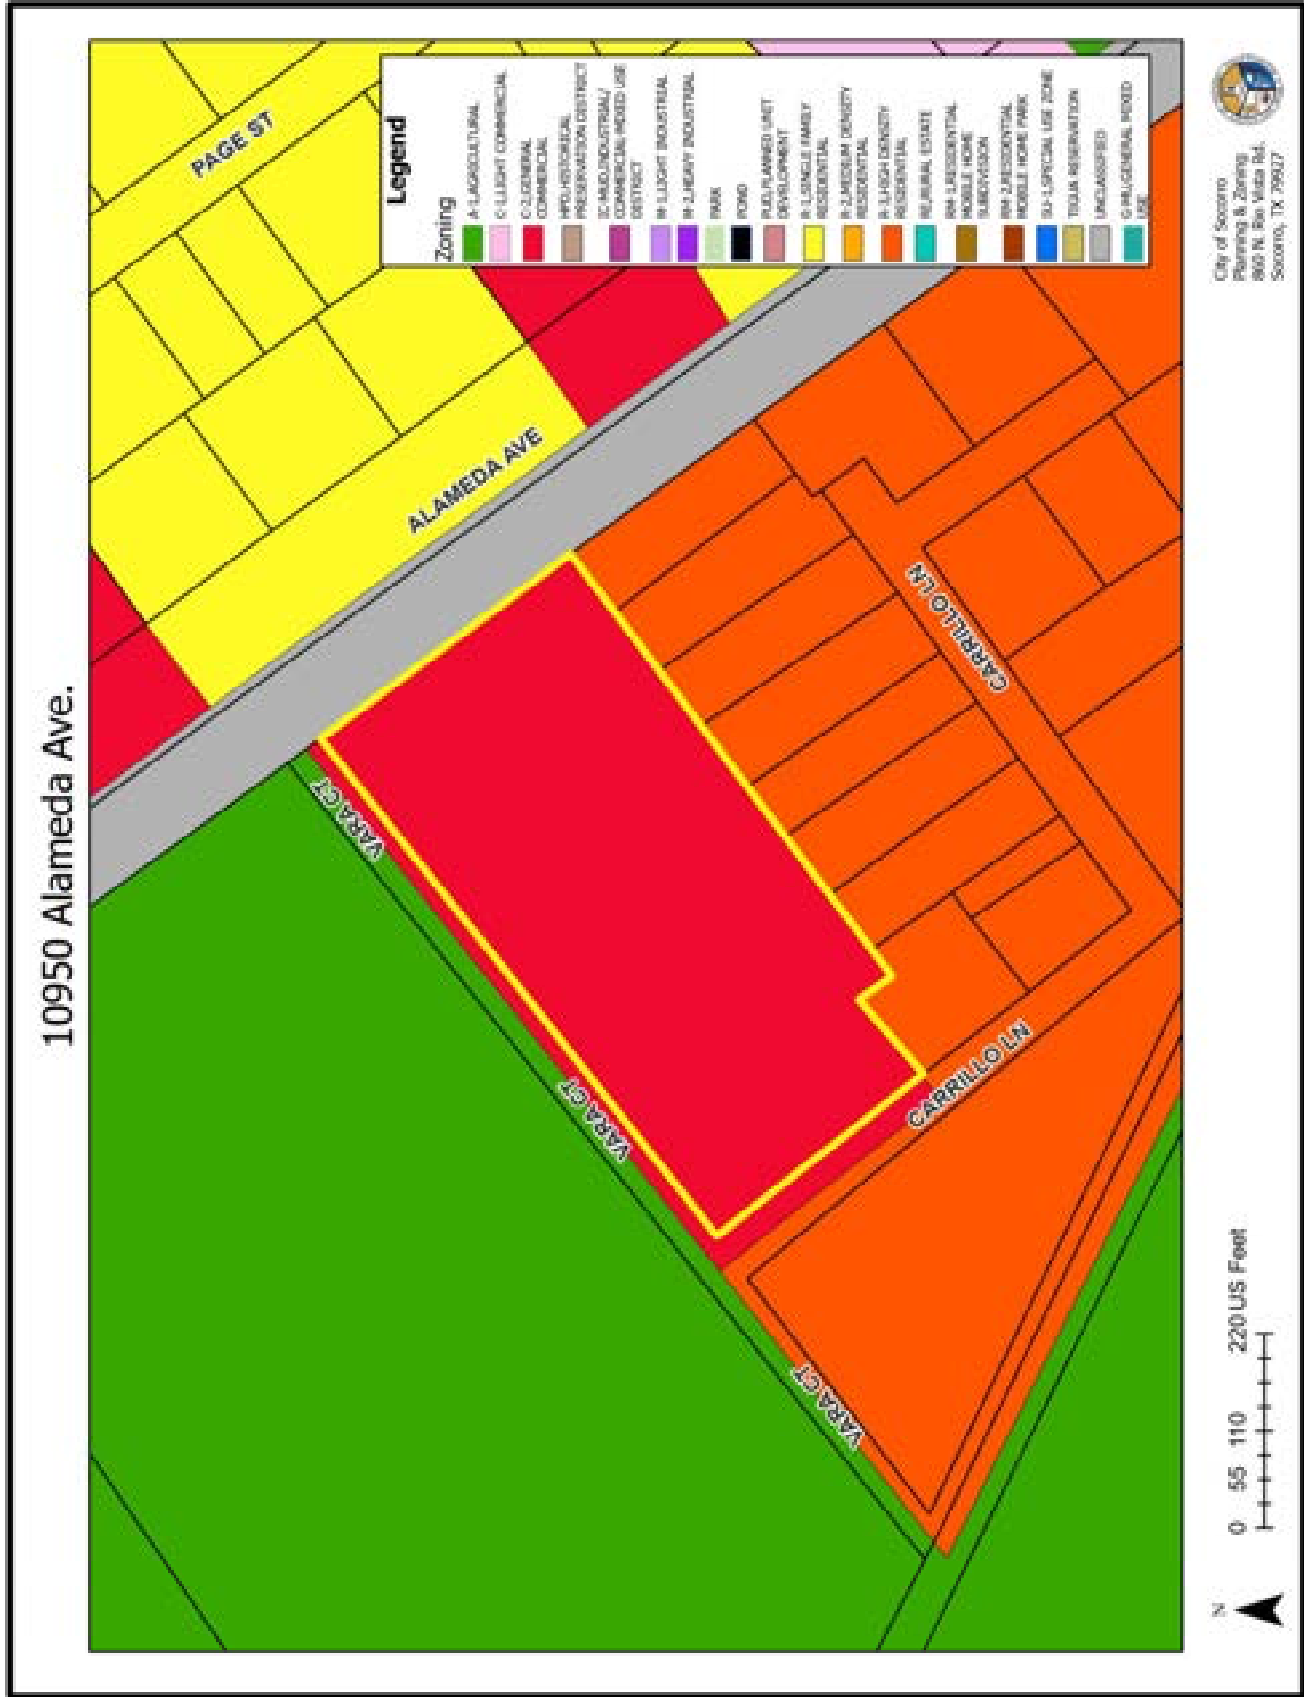 10950 Alameda Ave.
PAGE ST
ALAMEDA AVE
VARA CT
VARA CT
VARA CT
CARRILLO LN
CARRILLO LN
Legend
Zoning
A-1,AGRICULTURAL
C-1,LIGHT COMMERCIAL
C-2,GENERAL
COMMERCIAL
HPD,HISTORICAL
PRESERVATION DISTRICT
IC-MUD,INDUSTRIAL/
COMMERCIAL-MIXED USE
DISTRICT
M-1,LIGHT INDUSTRIAL
M-2,HEAVY INDUSTRIAL
PARK
POND
PUD,PLANNED UNIT
DEVELOPMENT
R-1,SINGLE FAMILY
RESIDENTIAL
R-2,MEDIUM DENSITY
RESIDENTIAL
R-3,HIGH DENSITY
RESIDENTIAL
RE,RURAL ESTATE
RM-1,RESIDENTIAL
MOBILE HOME
SUBDIVISION
RM-2,RESIDENTIAL
MOBILE HOME PARK
SU-1,SPECIAL USE ZONE
TIGUA RESERVATION
UNCLASSIFIED
G-MU,GENERAL MIXED
USE
N
0 55 110 220 US Feet
City of Socorro
Planning & Zoning
860 N. Rio Vista Rd.
Socorro, TX 79927